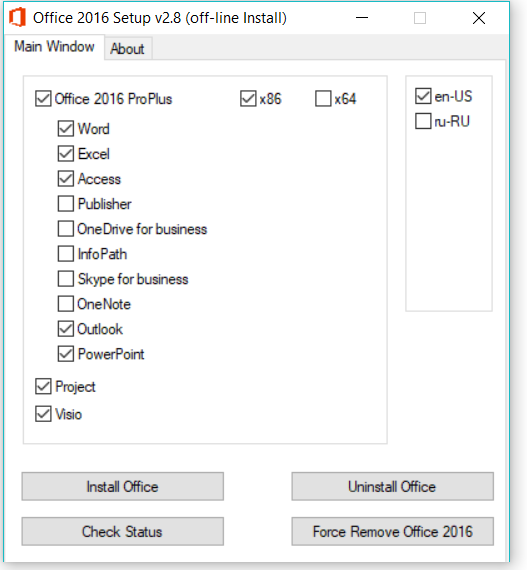 Office 2016 Setup v2.8 (off-line Install)
Main Window About
Office 2016 ProPlus x86 x64
Word
Excel
Access
Publisher
OneDrive for business
InfoPath
Skype for business
OneNote
Outlook
PowerPoint
Project
Visio
en-US
ru-RU
Install Office Uninstall Office
Check Status Force Remove Office 2016